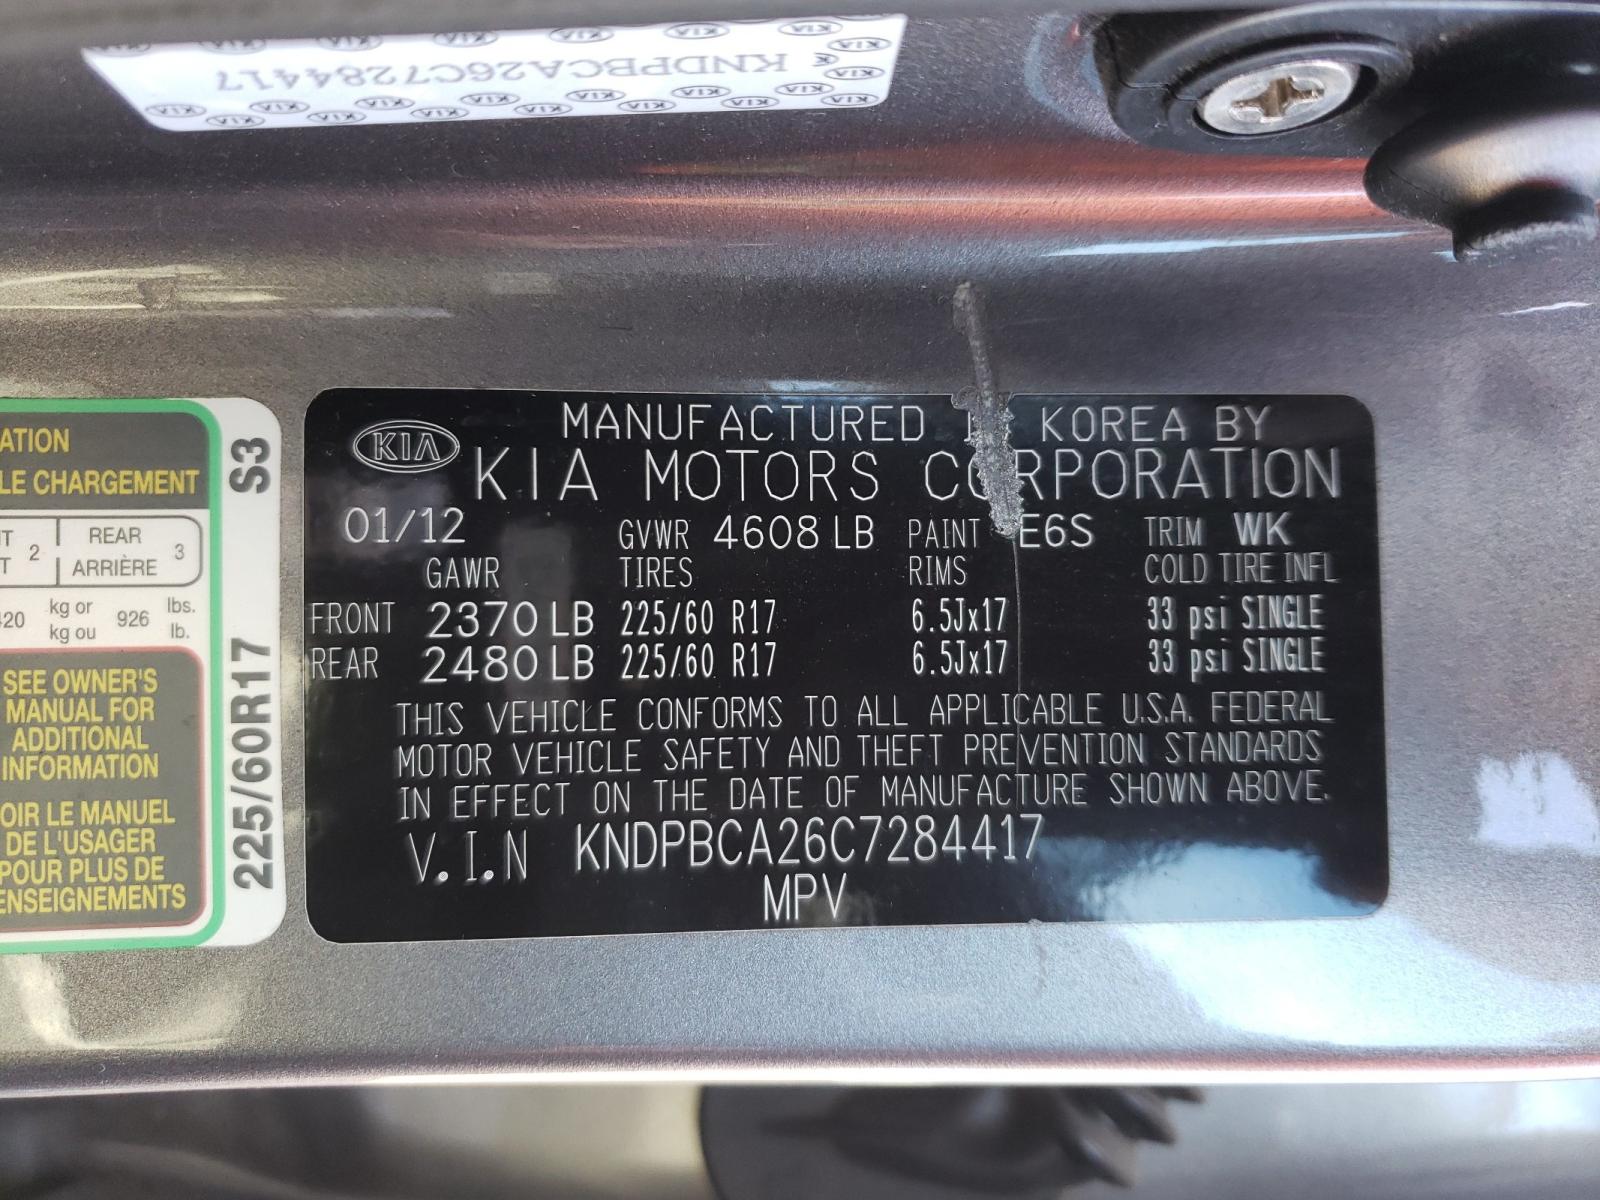 KNDPBCA26C7284417
KIA
MANUFACTURED KOREA BY
KIA MOTORS CORPORATION
01/12 GVWR 4608 LB PAINT E6S TRIM WK
GAWR TIRES RIMS COLD TIRE INFL
FRONT 2370 LB 225/60 R17 6.5Jx17 33 psi SINGLE
REAR 2480 LB 225/60 R17 6.5Jx17 33 psi SINGLE
THIS VEHICLE CONFORMS TO ALL APPLICABLE U.S.A. FEDERAL
MOTOR VEHICLE SAFETY AND THEFT PREVENTION STANDARDS
IN EFFECT ON THE DATE OF MANUFACTURE SHOWN ABOVE.
V.I.N KNDPBCA26C7284417
MPV
CHARGEMENT
2 REAR 3
ARRIÈRE
kg or 926 lbs.
kg ou lb.
SEE OWNER'S
MANUAL FOR
ADDITIONAL
INFORMATION
LE MANUEL
DE L'USAGER
POUR PLUS DE
S3
225/60R17